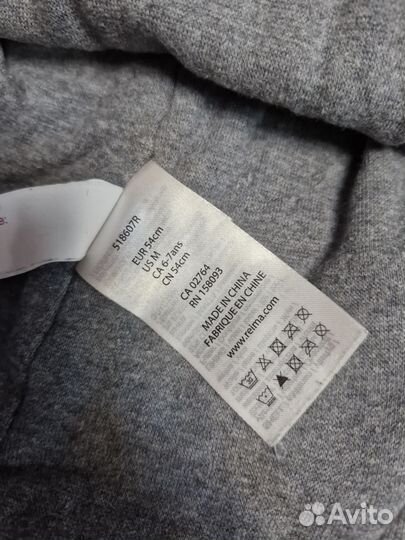 e:
518607R
EUR 54cm
US M
CA 6-7ans
CN 54cm
CA 02764
RN 158093
MADE IN CHINA
FABRIQUE EN CHINE
www.reima.com
Avito